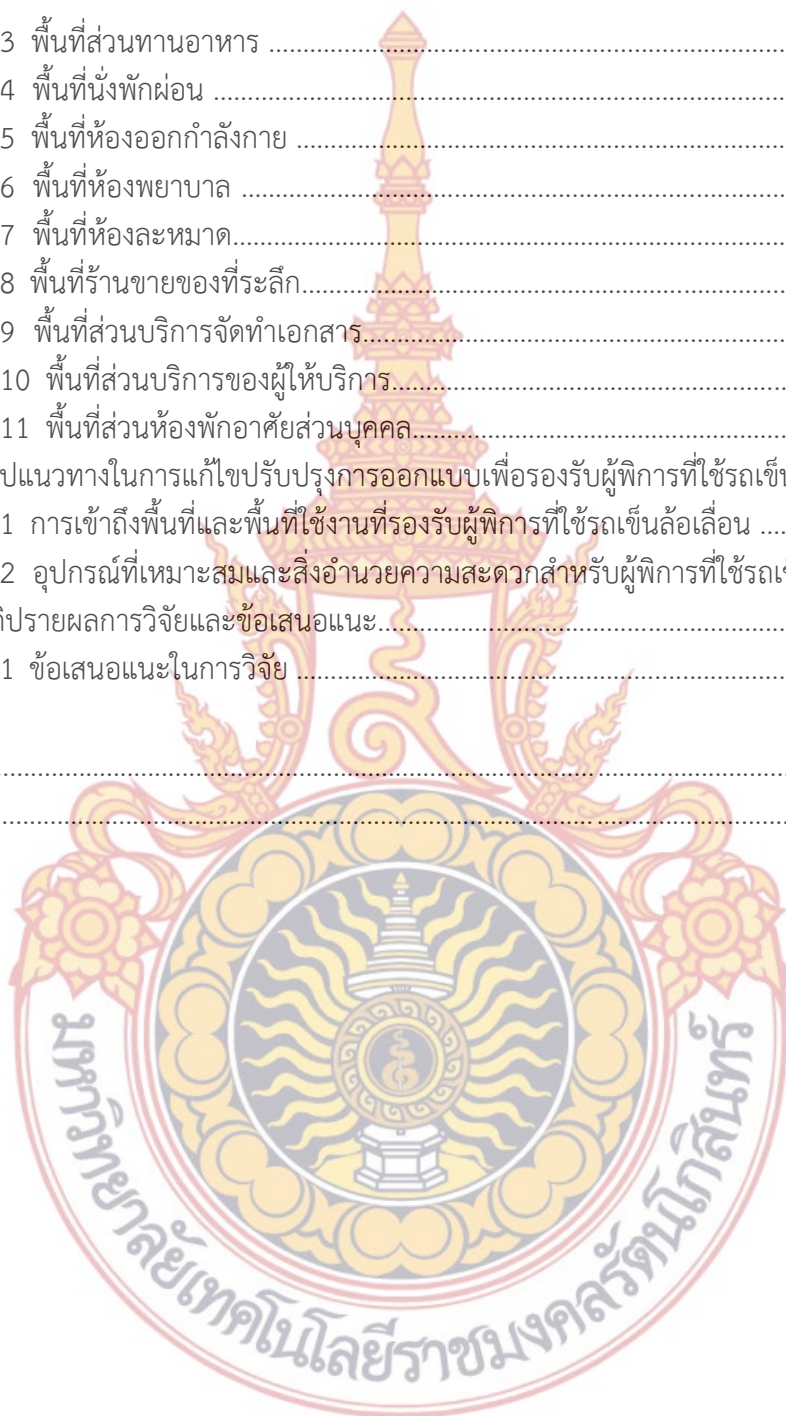 3 พื้นที่ส่วนทานอาหาร ................................................................
4 พื้นที่นั่งพักผ่อน ................................................................
5 พื้นที่ห้องออกกำลังกาย ................................................................
6 พื้นที่ห้องพยาบาล ................................................................
7 พื้นที่ห้องละหมาด................................................................
8 พื้นที่ร้านขายของที่ระลึก................................................................
9 พื้นที่ส่วนบริการจัดทำเอกสาร................................................................
10 พื้นที่ส่วนบริการของผู้ให้บริการ................................................................
11 พื้นที่ส่วนห้องพักอาศัยส่วนบุคคล................................................................
ปแนวทางในการแก้ไขปรับปรุงการออกแบบเพื่อรองรับผู้พิการที่ใช้รถเข็น
1 การเข้าถึงพื้นที่และพื้นที่ใช้งานที่รองรับผู้พิการที่ใช้รถเข็นล้อเลื่อน ....
2 อุปกรณ์ที่เหมาะสมและสิ่งอำนวยความสะดวกสำหรับผู้พิการที่ใช้รถเ
ปรายผลการวิจัยและข้อเสนอแนะ................................................................
1 ข้อเสนอแนะในการวิจัย ................................................................
มหาวิทยาลัยเทคโนโลยีราชมงคลรัตนโกสินทร์